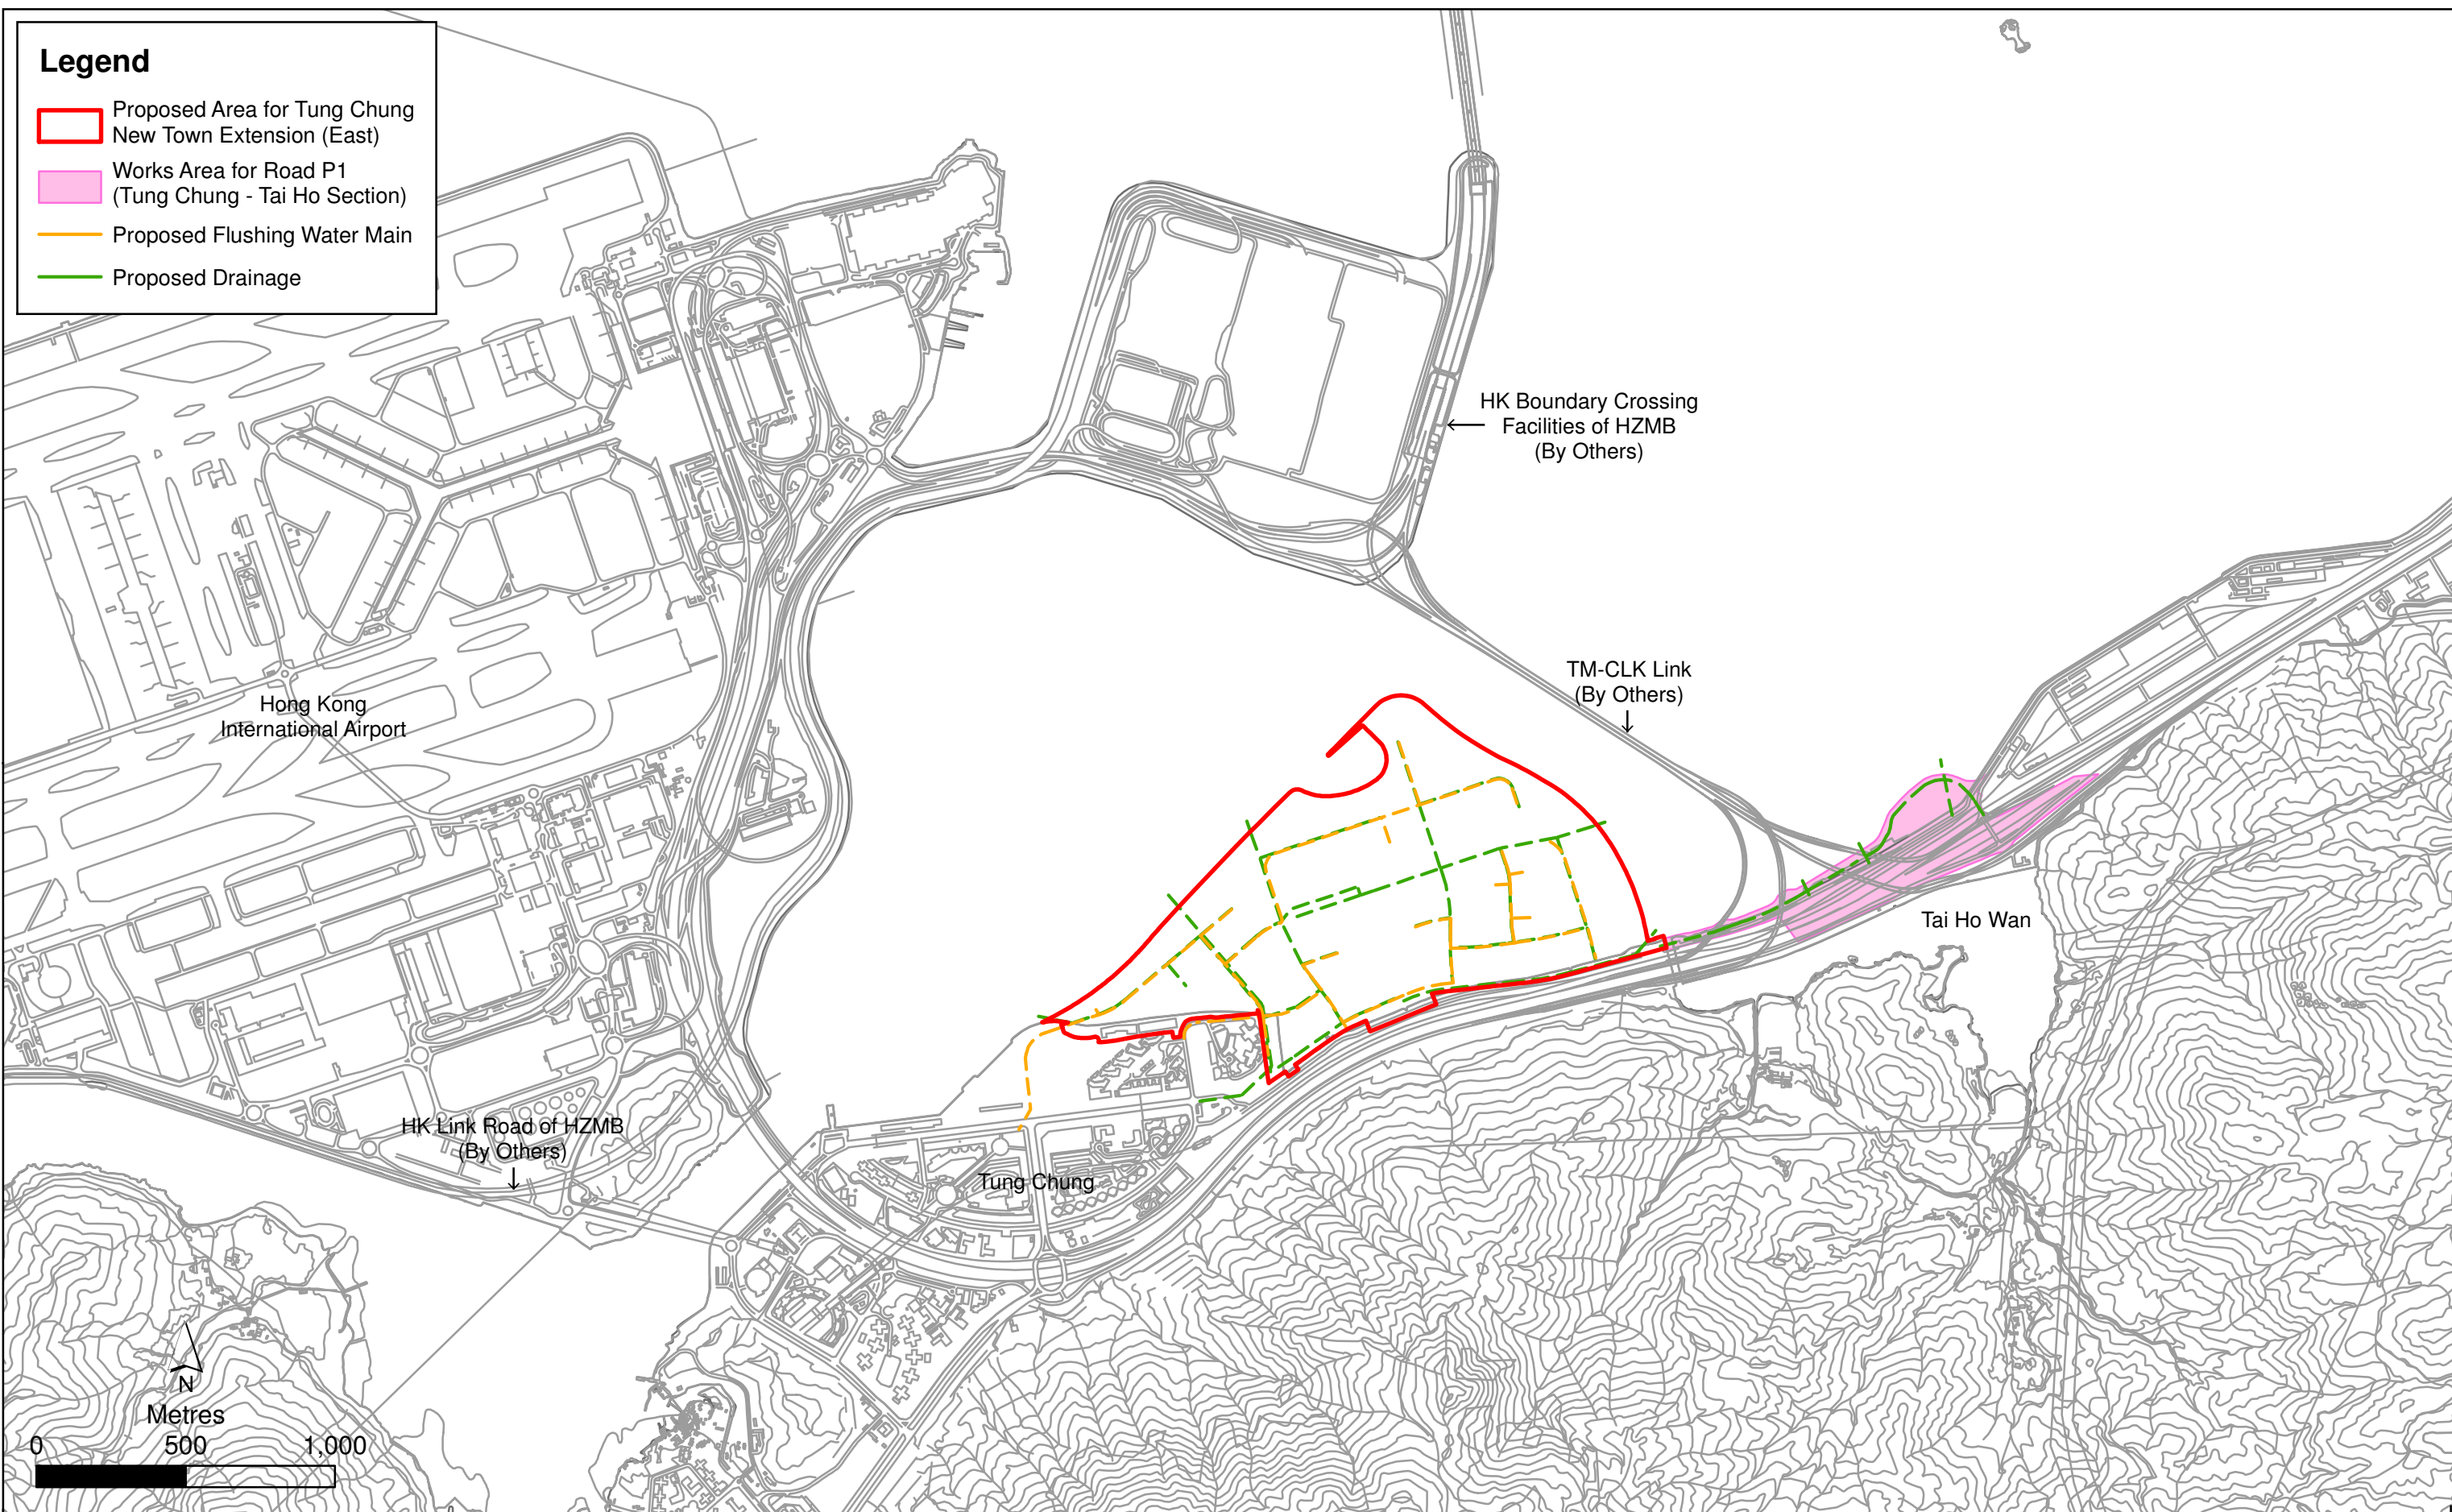 Legend
Proposed Area for Tung Chung
New Town Extension (East)
Works Area for Road P1
(Tung Chung - Tai Ho Section)
Proposed Flushing Water Main
Proposed Drainage
HK Boundary Crossing
Facilities of HZMB
(By Others)
TM-CLK Link
(By Others)
Hong Kong
International Airport
Tai Ho Wan
HK Link Road of HZMB
(By Others)
Tung Chung
N
Metres
0 500 1,000